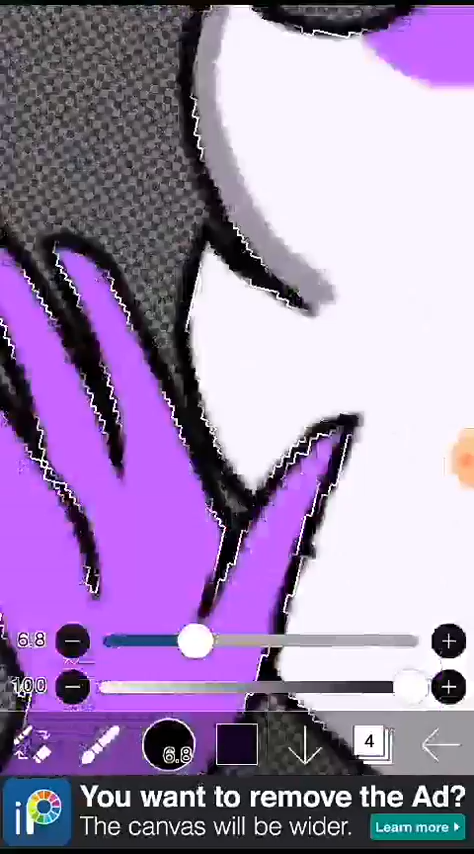 6.8
100
6.8
4
iP
You want to remove the Ad?
The canvas will be wider.
Learn more